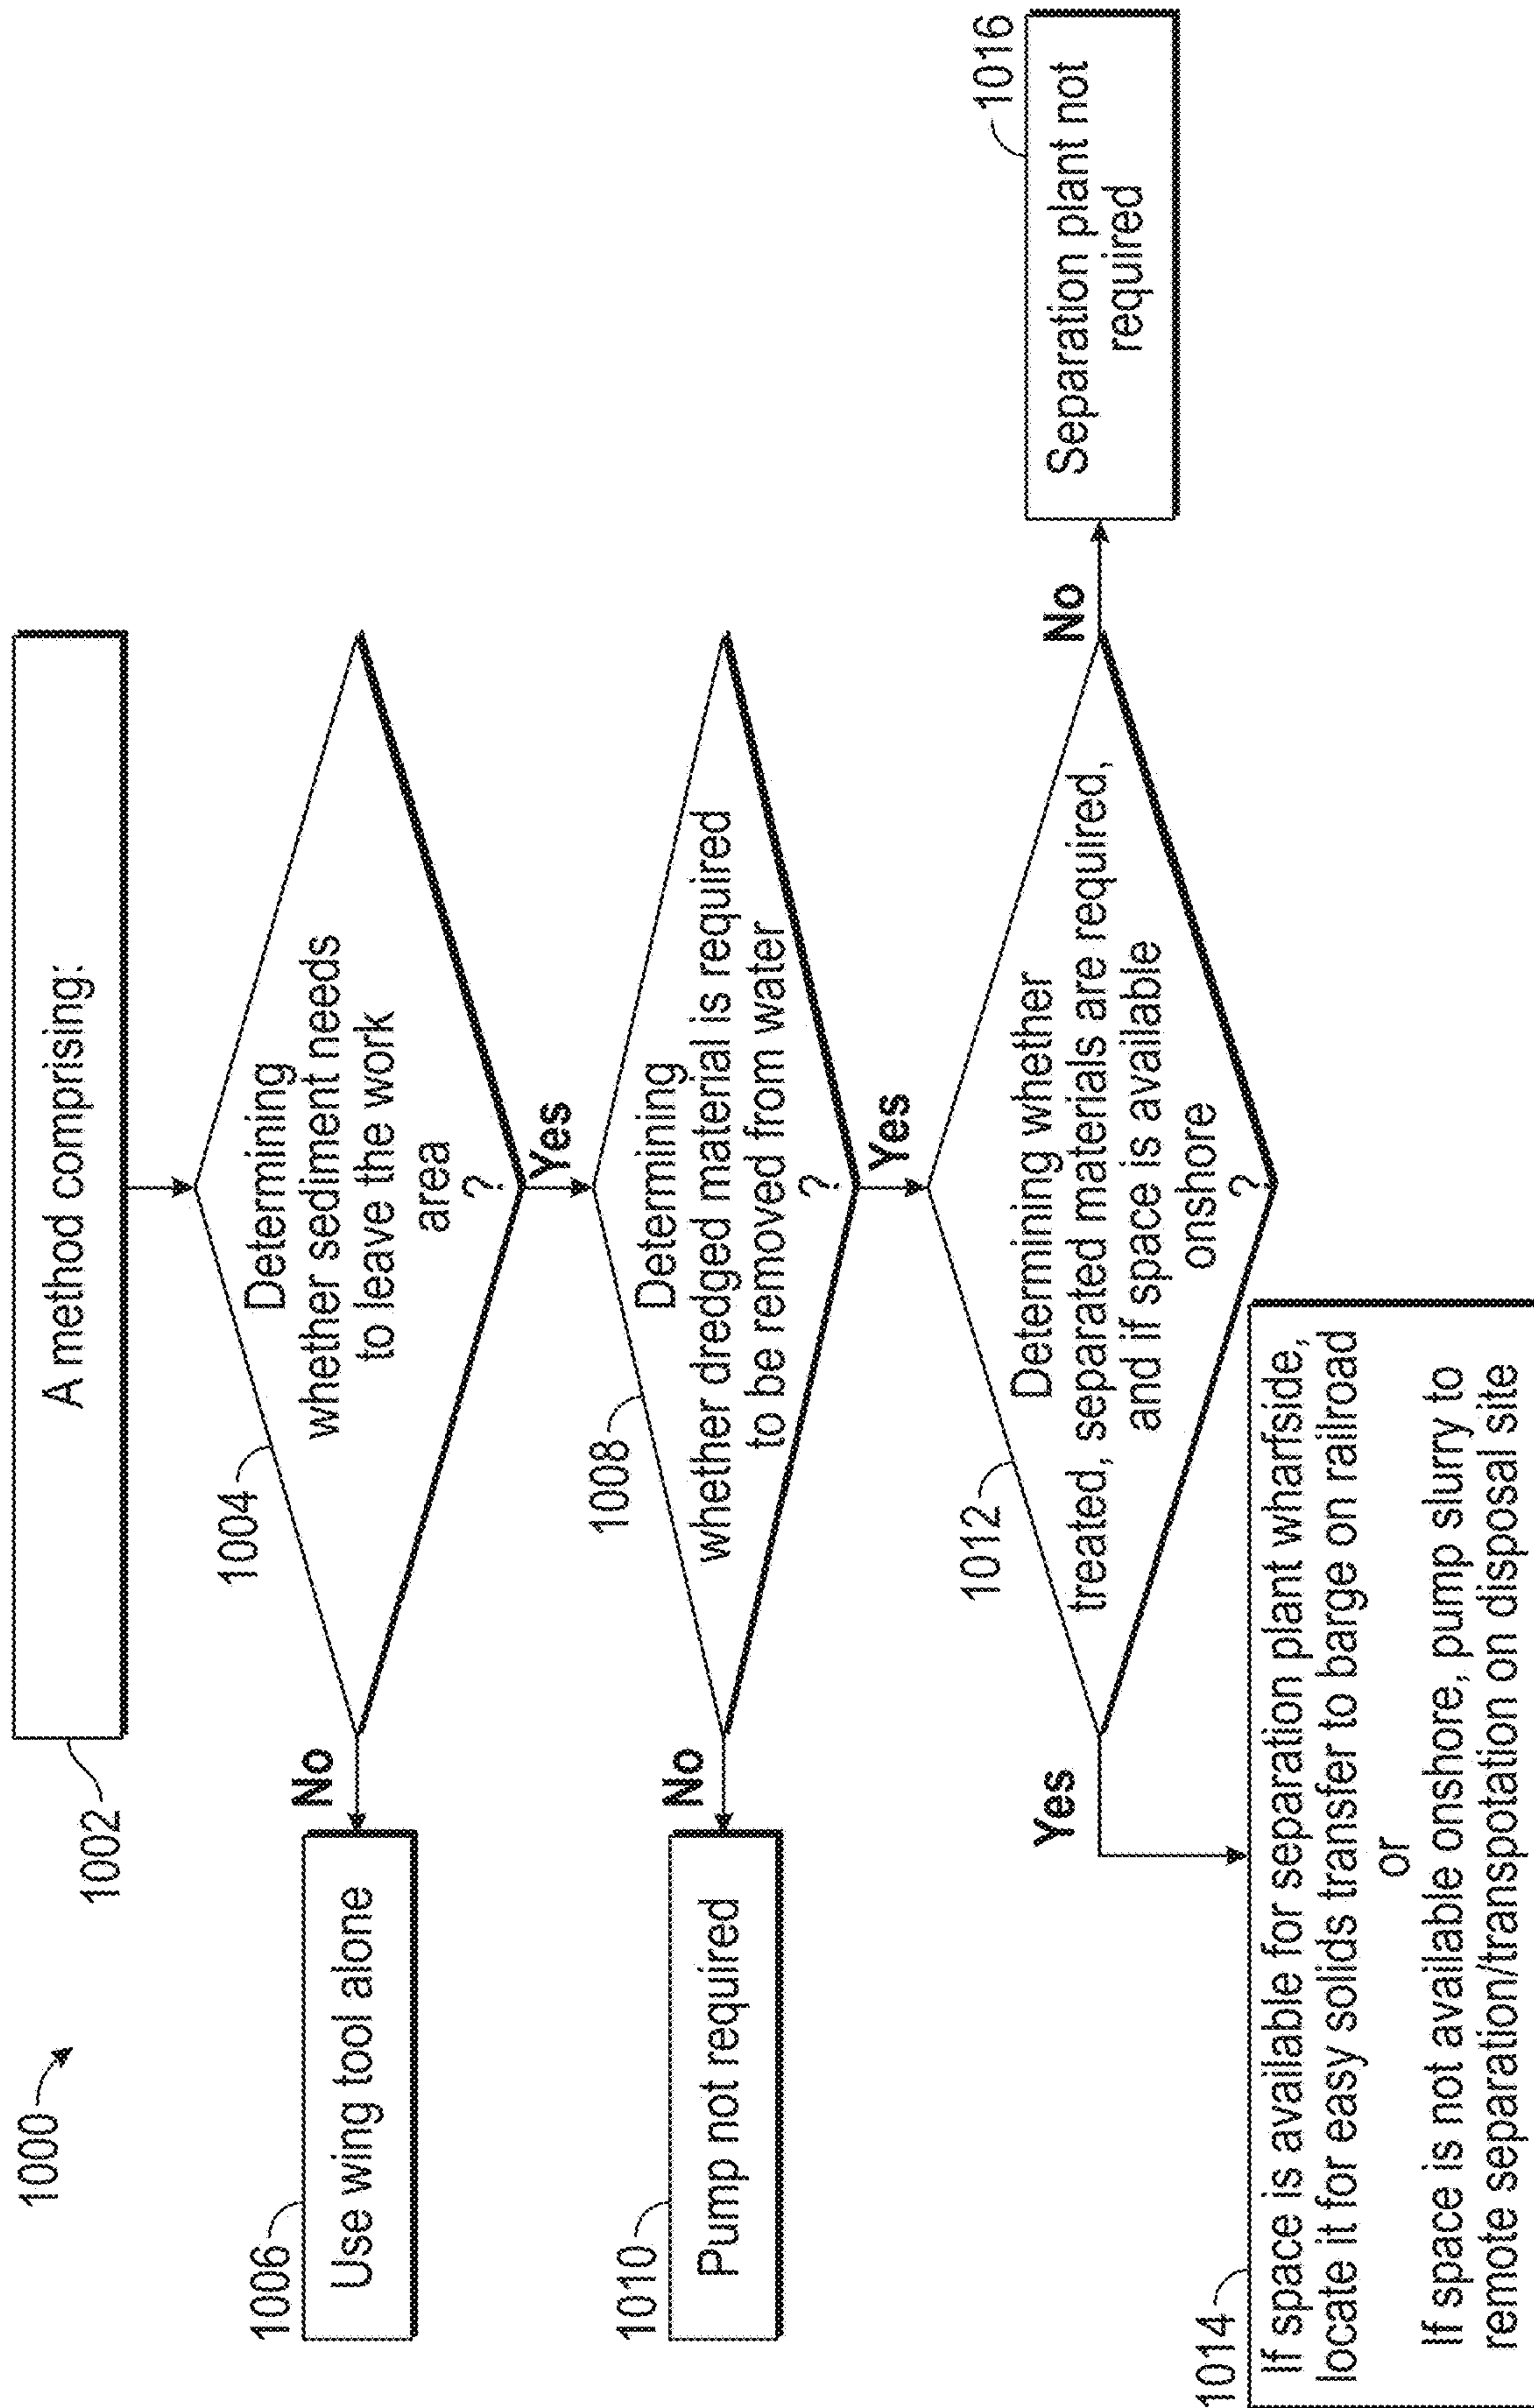 1000
1002
A method comprising:
1004
Determining
whether sediment needs
to leave the work
area
?
No
1006
Use wing tool alone
Yes
1008
Determining
whether dredged material is required
to be removed from water
?
No
1010
Pump not required
Yes
1012
Determining whether
treated, separated materials are required,
and if space is available
onshore
?
No
1016
Separation plant not
required
Yes
1014
If space is available for separation plant wharfside,
locate it for easy solids transfer to barge on railroad
or
If space is not available onshore, pump slurry to
remote separation/transpotation on disposal site